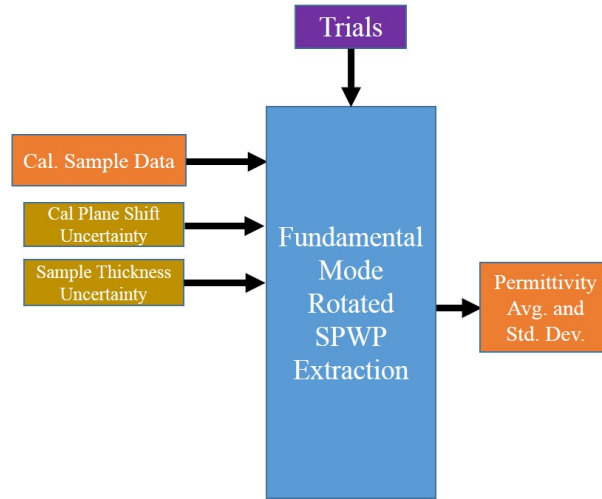 Trials
Cal. Sample Data
Cal Plane Shift
Uncertainty
Sample Thickness
Uncertainty
Fundamental
Mode
Rotated
SPWP
Extraction
Permittivity
Avg. and
Std. Dev.